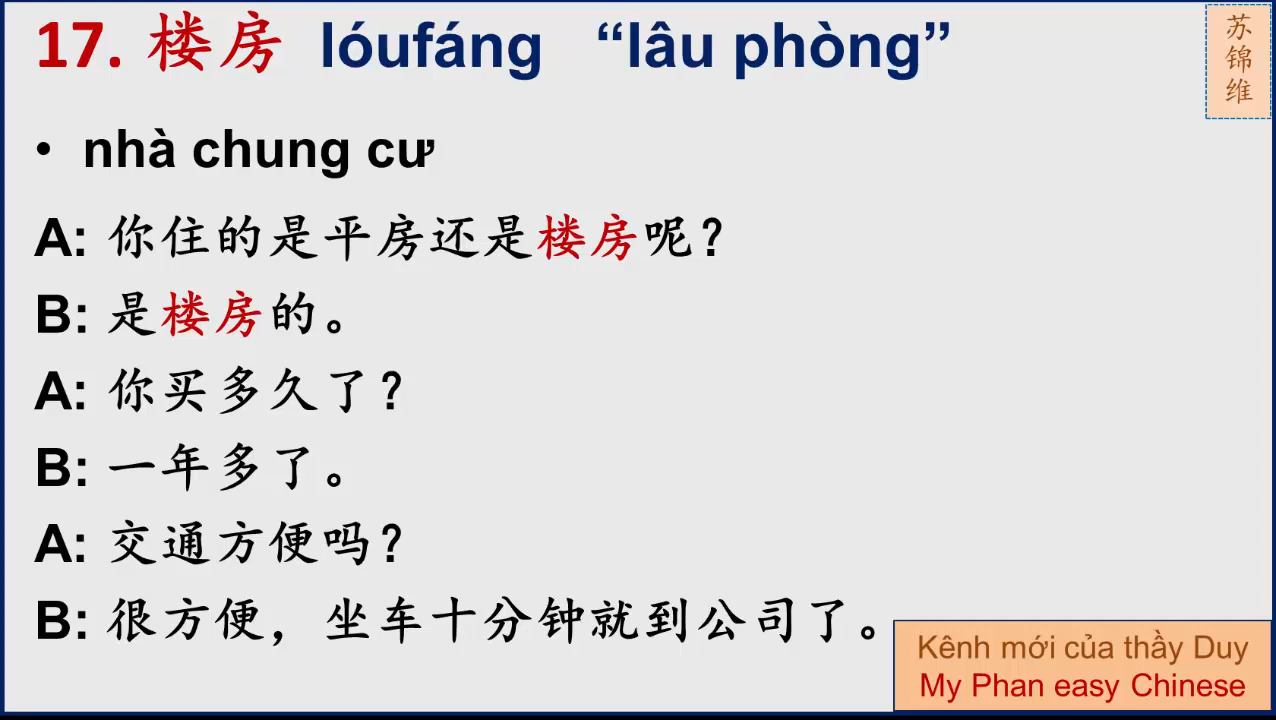 17. 楼房 lóufáng “lâu phòng”
苏锦维
• nhà chung cư
A: 你住的是平房还是楼房呢？
B: 是楼房的。
A: 你买多久了？
B: 一年多了。
A: 交通方便吗？
B: 很方便，坐车十分钟就到公司了。
Kênh mới của thầy Duy
My Phan easy Chinese